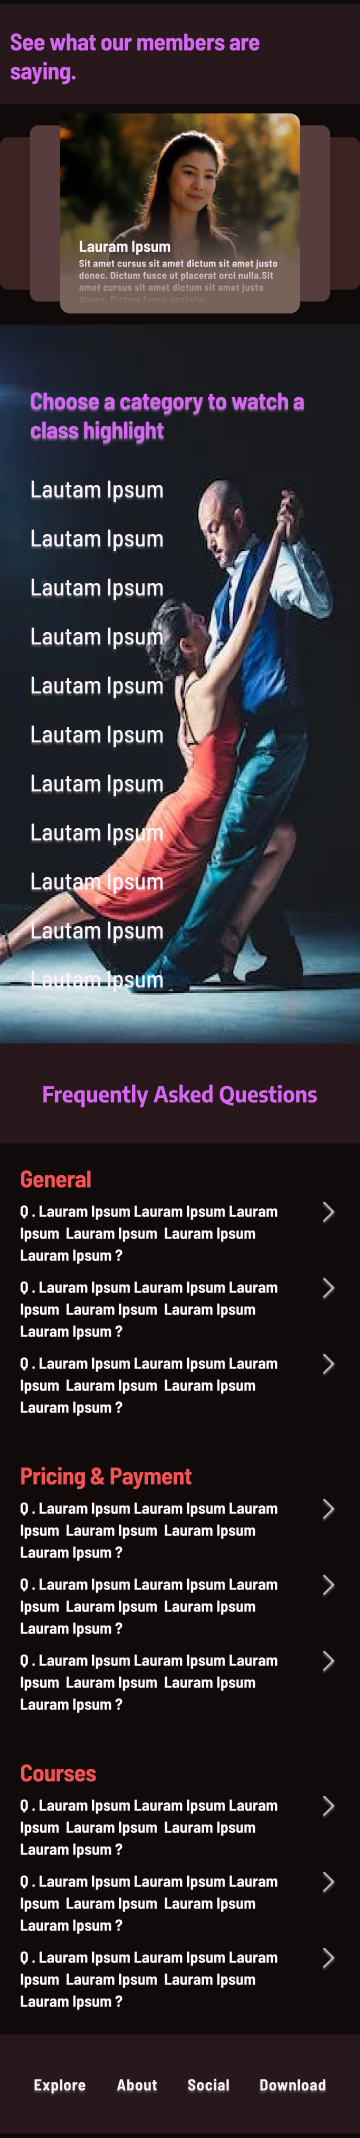 See what our members are
saying.
Lauram Ipsum
Sit amet cursus sit amet dictum sit amet justo
donec. Dictum fusce ut placerat orci nulla.Sit
amet cursus sit amet dictum sit amet justo
donec. Dictum fusce
Choose a category to watch a
class highlight
Lautam Ipsum
Lautam Ipsum
Lautam Ipsum
Lautam Ipsum
Lautam Ipsum
Lautam Ipsum
Lautam Ipsum
Lautam Ipsum
Lautam Ipsum
Lautam Ipsum
Lautam Ipsum
Frequently Asked Questions
General
Q . Lauram Ipsum Lauram Ipsum Lauram
Ipsum Lauram Ipsum Lauram Ipsum
Lauram Ipsum ?
Q . Lauram Ipsum Lauram Ipsum Lauram
Ipsum Lauram Ipsum Lauram Ipsum
Lauram Ipsum ?
Q . Lauram Ipsum Lauram Ipsum Lauram
Ipsum Lauram Ipsum Lauram Ipsum
Lauram Ipsum ?
Pricing & Payment
Q . Lauram Ipsum Lauram Ipsum Lauram
Ipsum Lauram Ipsum Lauram Ipsum
Lauram Ipsum ?
Q . Lauram Ipsum Lauram Ipsum Lauram
Ipsum Lauram Ipsum Lauram Ipsum
Lauram Ipsum ?
Q . Lauram Ipsum Lauram Ipsum Lauram
Ipsum Lauram Ipsum Lauram Ipsum
Lauram Ipsum ?
Courses
Q . Lauram Ipsum Lauram Ipsum Lauram
Ipsum Lauram Ipsum Lauram Ipsum
Lauram Ipsum ?
Q . Lauram Ipsum Lauram Ipsum Lauram
Ipsum Lauram Ipsum Lauram Ipsum
Lauram Ipsum ?
Q . Lauram Ipsum Lauram Ipsum Lauram
Ipsum Lauram Ipsum Lauram Ipsum
Lauram Ipsum ?
Explore About Social Download